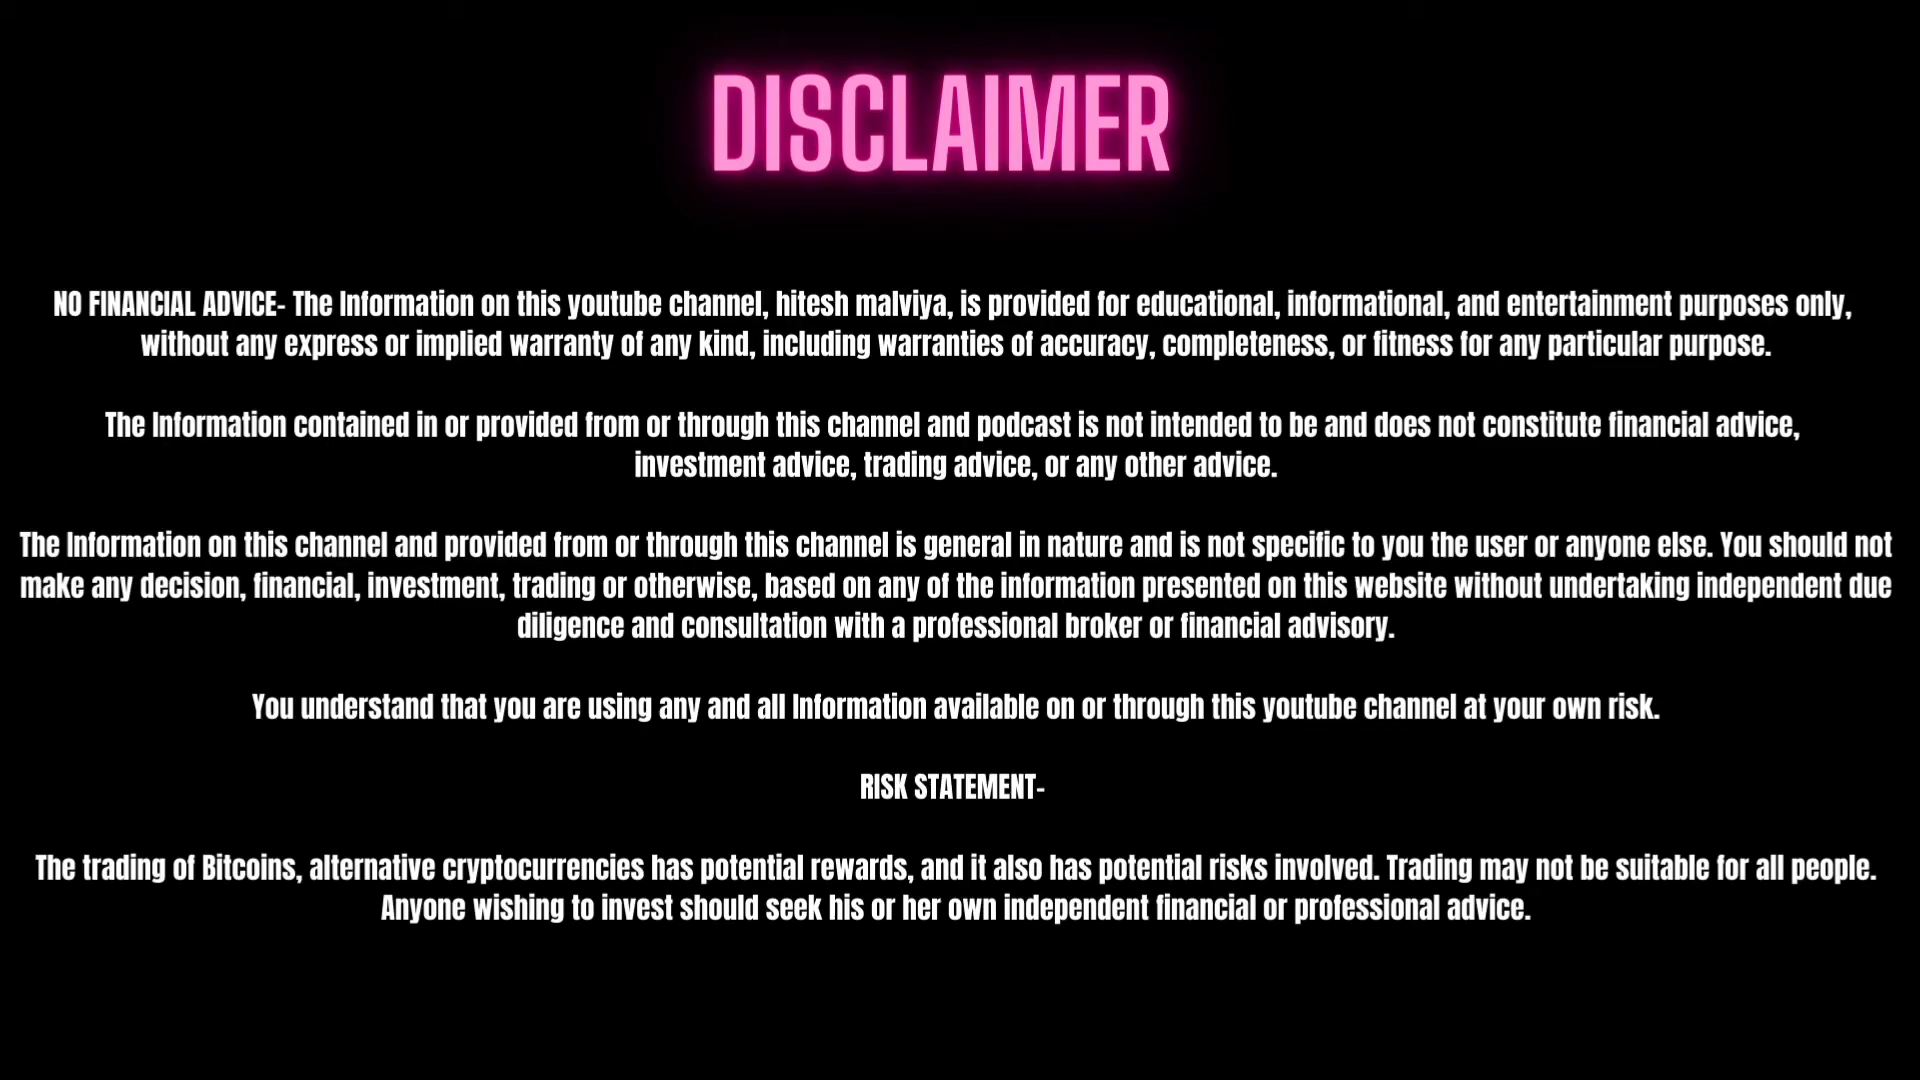 DISCLAIMER
NO FINANCIAL ADVICE- The Information on this youtube channel, hitesh malviya, is provided for educational, informational, and entertainment purposes only,
without any express or implied warranty of any kind, including warranties of accuracy, completeness, or fitness for any particular purpose.
The Information contained in or provided from or through this channel and podcast is not intended to be and does not constitute financial advice,
investment advice, trading advice, or any other advice.
The Information on this channel and provided from or through this channel is general in nature and is not specific to you the user or anyone else. You should not
make any decision, financial, investment, trading or otherwise, based on any of the information presented on this website without undertaking independent due
diligence and consultation with a professional broker or financial advisory.
You understand that you are using any and all Information available on or through this youtube channel at your own risk.
RISK STATEMENT-
The trading of Bitcoins, alternative cryptocurrencies has potential rewards, and it also has potential risks involved. Trading may not be suitable for all people.
Anyone wishing to invest should seek his or her own independent financial or professional advice.